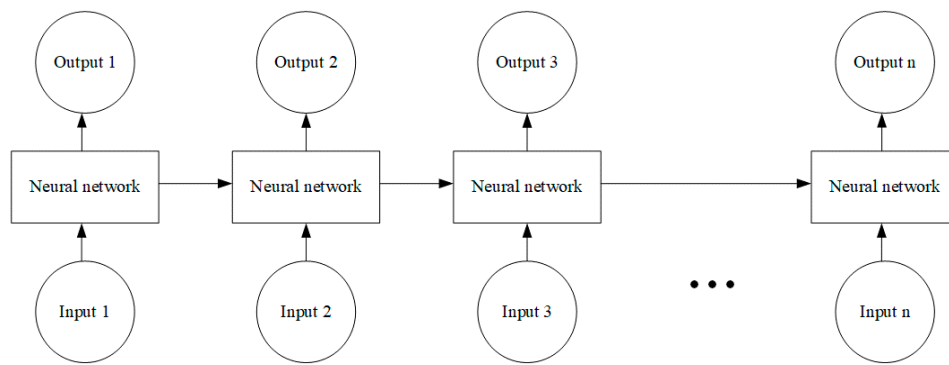 Output 1
Output 2
Output 3
Output n
Neural network
Neural network
Neural network
Neural network
Input 1
Input 2
Input 3
Input n